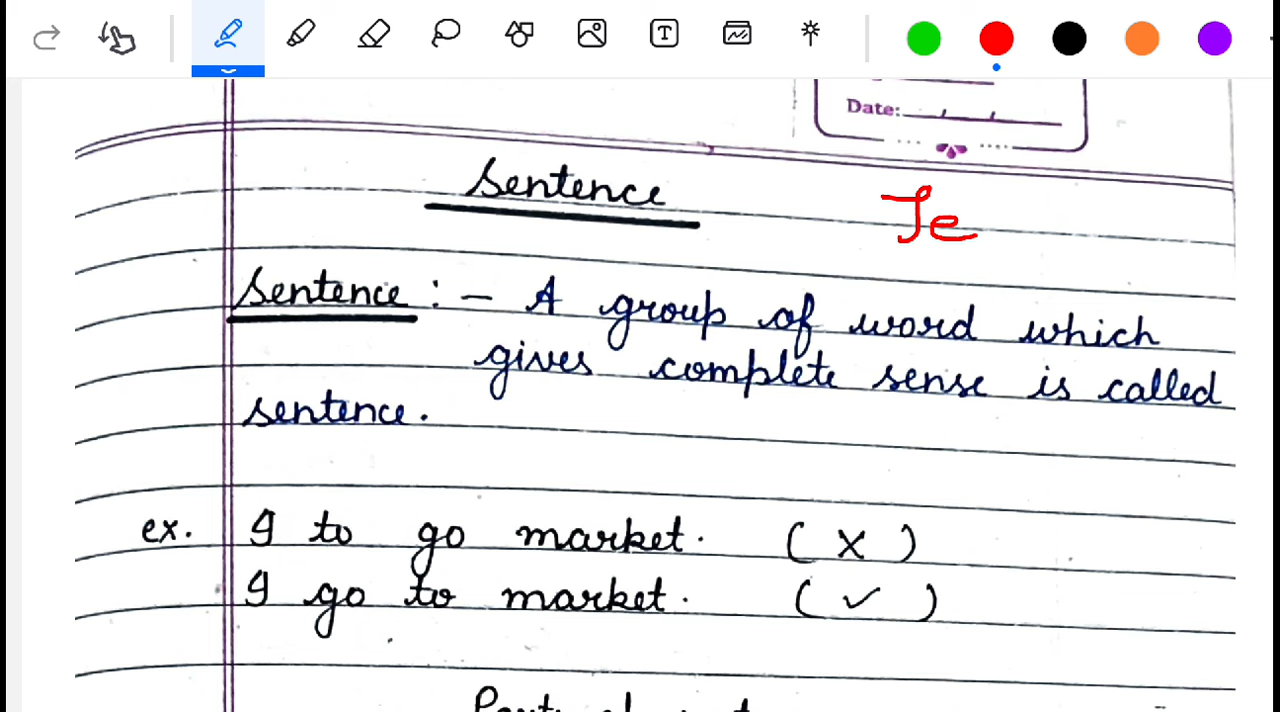 Date:
Sentence
Te
Sentence : - A group of word which
gives complete sense is called
sentence.
ex. I to go market. ( X )
I go to market. ( ✓ )